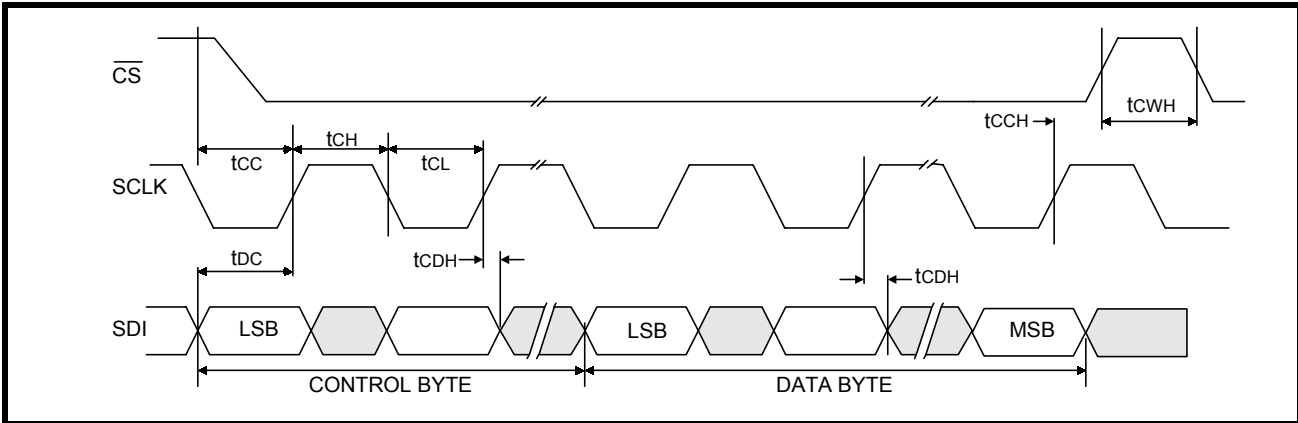 CS
tCWH
tCCH
tCC
tCH
tCL
SCLK
tDC
tCDH
tCDH
SDI
LSB
LSB
MSB
CONTROL BYTE
DATA BYTE